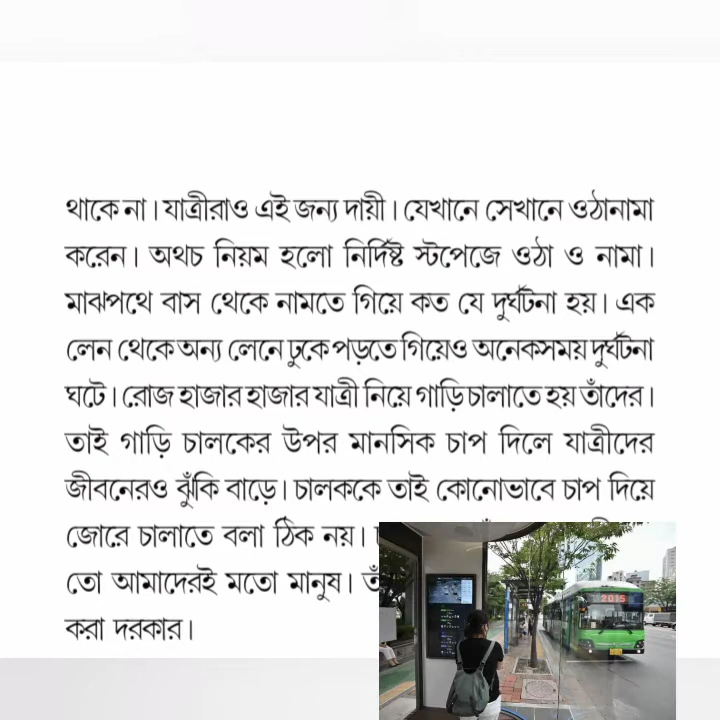 থাকে না। যাত্রীরাও এই জন্য দায়ী। যেখানে সেখানে ওঠানামা
করেন। অথচ নিয়ম হলো নির্দিষ্ট স্টপেজে ওঠা ও নামা।
মাঝপথে বাস থেকে নামতে গিয়ে কত যে দুর্ঘটনা হয়। এক
লেন থেকে অন্য লেনে ঢুকে পড়তে গিয়েও অনেকসময় দুর্ঘটনা
ঘটে। রোজ হাজার হাজার যাত্রী নিয়ে গাড়ি চালাতে হয় তাঁদের।
তাই গাড়ি চালকের উপর মানসিক চাপ দিলে যাত্রীদের
জীবনেরও ঝুঁকি বাড়ে। চালককে তাই কোনোভাবে চাপ দিয়ে
জোরে চালাতে বলা ঠিক নয়।
তো আমাদেরই মতো মানুষ।
করা দরকার।
2015